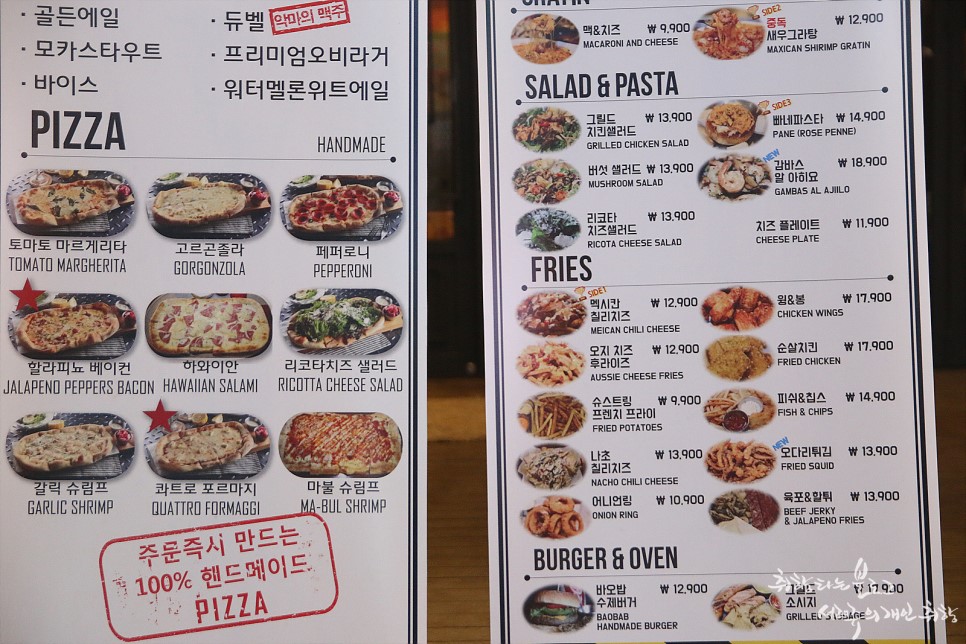 · 골든에일
· 모카스타우트
· 바이스
· 듀벨 악마의 맥주
· 프리미엄오비라거
· 워터멜론위트에일
PIZZA
HANDMADE
토마토 마르게리타
TOMATO MARGHERITA
고르곤졸라
GORGONZOLA
페퍼로니
PEPPERONI
할라피뇨 베이컨
JALAPENO PEPPERS BACON
하와이안
HAWAIIAN SALAMI
리코타치즈 샐러드
RICOTTA CHEESE SALAD
갈릭 슈림프
GARLIC SHRIMP
콰트로 포르마지
QUATTRO FORMAGGI
마불 슈림프
MA-BUL SHRIMP
주문즉시 만드는
100% 핸드메이드
PIZZA
GRATIN
맥&치즈 ₩ 9,900
MACARONI AND CHEESE
SIDE2
중독
새우그라탕 ₩ 12,900
MAXICAN SHRIMP GRATIN
SALAD & PASTA
그릴드 ₩ 13,900
치킨샐러드
GRILLED CHICKEN SALAD
SIDE3
빠네파스타 ₩ 14,900
PANE (ROSE PENNE)
버섯 샐러드 ₩ 13,900
MUSHROOM SALAD
NEW
감바스 ₩ 18,900
알 아히요
GAMBAS AL AJIILO
리코타 ₩ 13,900
치즈샐러드
RICOTA CHEESE SALAD
치즈 플레이트 ₩ 11,900
CHEESE PLATE
FRIES
SIDE1
멕시칸 ₩ 12,900
칠리치즈
MEICAN CHILI CHEESE
윙&봉 ₩ 17,900
CHICKEN WINGS
오지 치즈 ₩ 12,900
후라이즈
AUSSIE CHEESE FRIES
순살치킨 ₩ 17,900
FRIED CHICKEN
슈스트링 ₩ 9,900
프렌치 프라이
FRIED POTATOES
피쉬&칩스 ₩ 14,900
FISH & CHIPS
나초 ₩ 13,900
칠리치즈
NACHO CHILI CHEESE
NEW
오다리튀김 ₩ 13,900
FRIED SQUID
어니언링 ₩ 10,900
ONION RING
육포&할튀 ₩ 13,900
BEEF JERKY
& JALAPENO FRIES
BURGER & OVEN
바오밥 ₩ 12,900
수제버거
BAOBAB
HANDMADE BURGER
그릴드 ₩ 17,900
소시지
GRILLED SAUSAGE